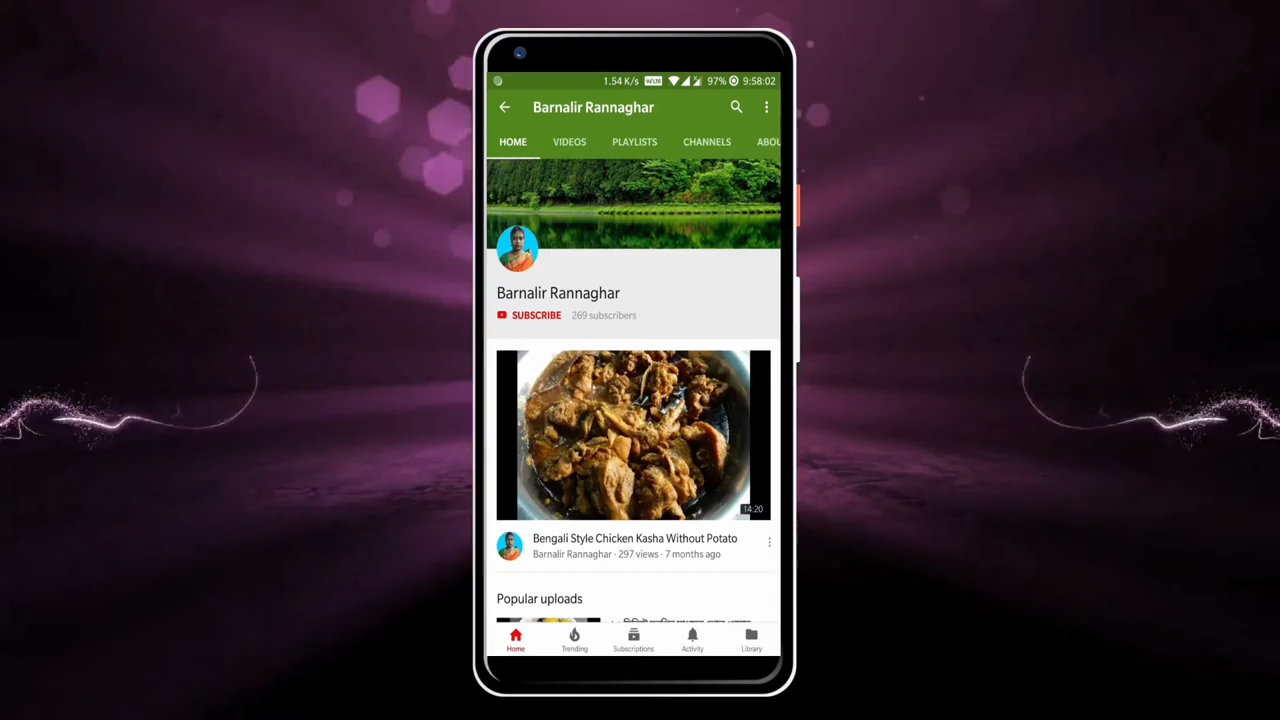 1.54 K/s VoLTE 97% 9:58:02
Barnalir Rannaghar
HOME VIDEOS PLAYLISTS CHANNELS ABOU
Barnalir Rannaghar
SUBSCRIBE 269 subscribers
14:20
Bengali Style Chicken Kasha Without Potato
Barnalir Rannaghar · 297 views · 7 months ago
Popular uploads
Home Trending Subscriptions Activity Library